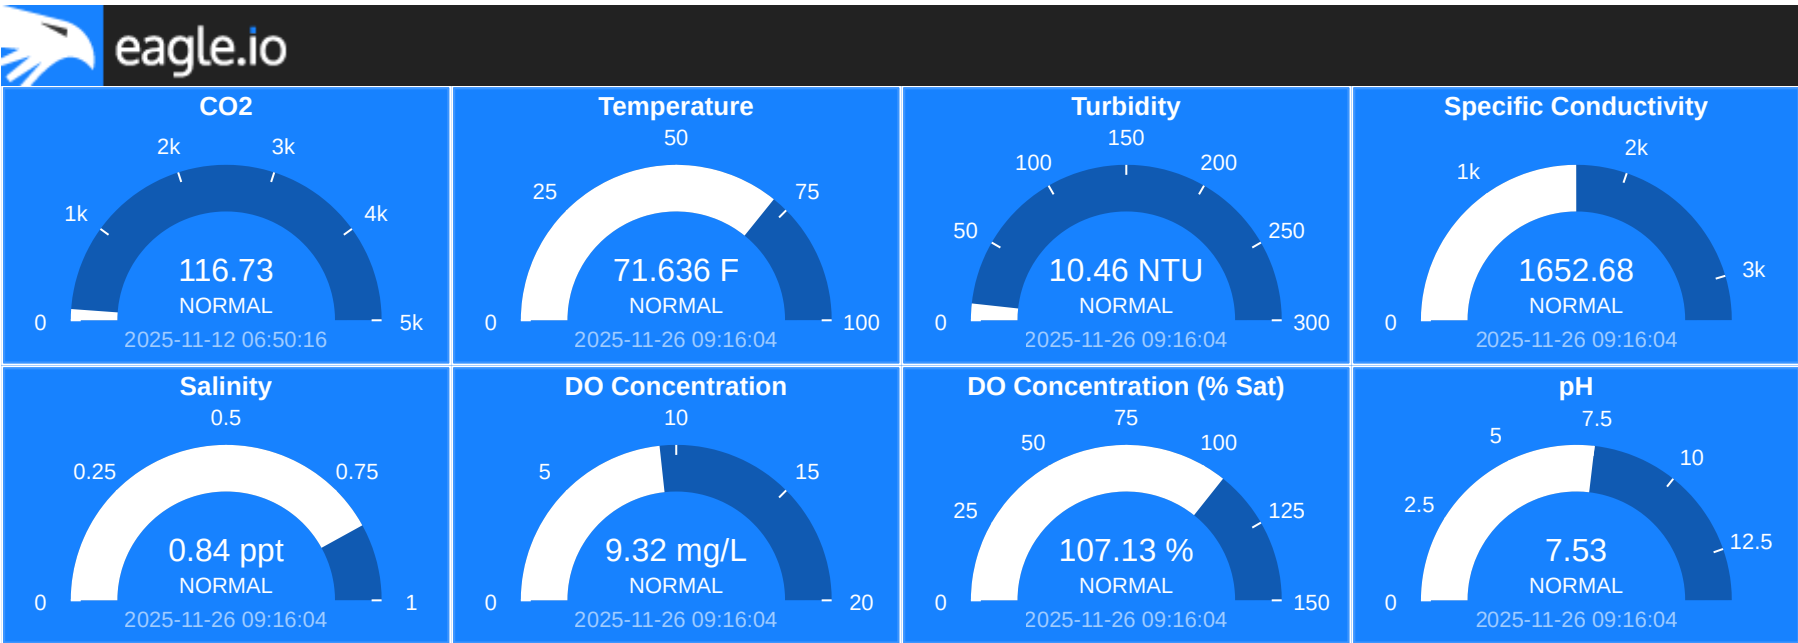 eagle.io
CO2
0
1k
2k
3k
4k
5k
116.73
NORMAL
2025-11-12 06:50:16
Temperature
0
25
50
75
100
71.636 F
NORMAL
2025-11-26 09:16:04
Turbidity
0
50
100
150
200
250
300
10.46 NTU
NORMAL
2025-11-26 09:16:04
Specific Conductivity
0
1k
2k
3k
1652.68
NORMAL
2025-11-26 09:16:04
Salinity
0
0.25
0.5
0.75
1
0.84 ppt
NORMAL
2025-11-26 09:16:04
DO Concentration
0
5
10
15
20
9.32 mg/L
NORMAL
2025-11-26 09:16:04
DO Concentration (% Sat)
0
25
50
75
100
125
150
107.13 %
NORMAL
2025-11-26 09:16:04
pH
0
2.5
5
7.5
10
12.5
7.53
NORMAL
2025-11-26 09:16:04